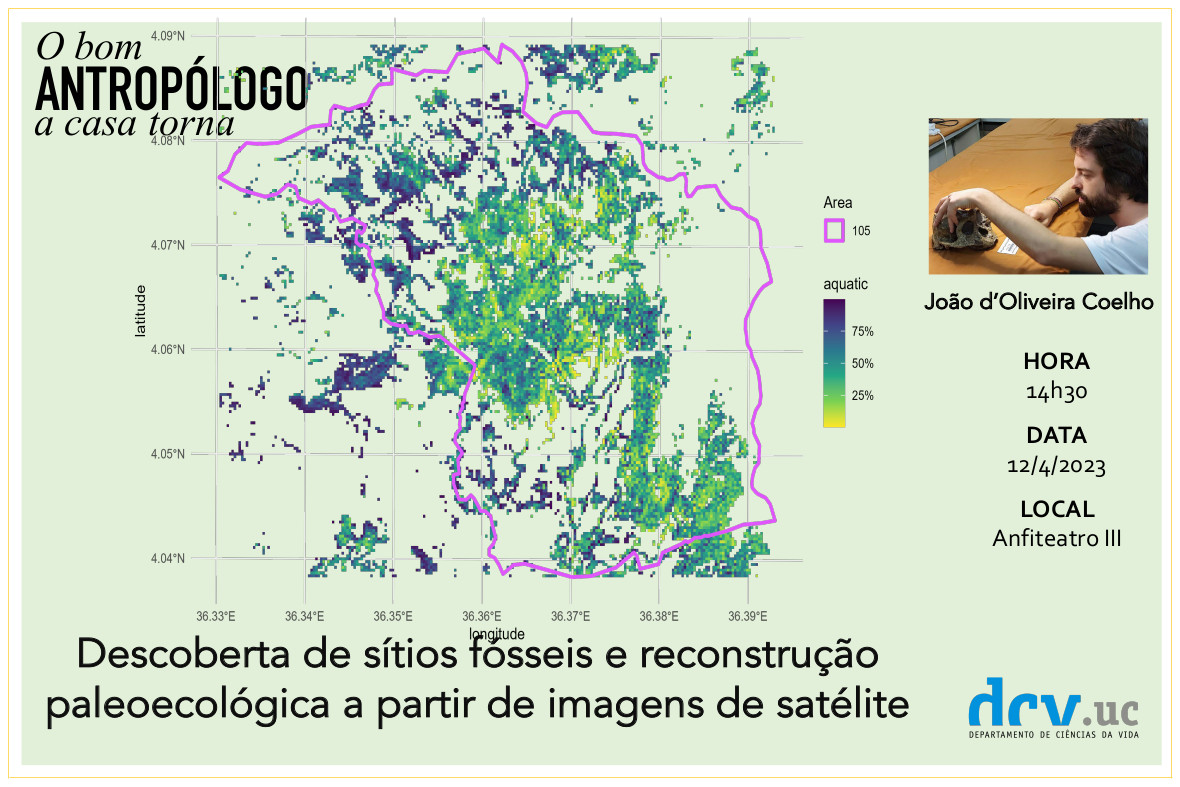 O bom
ANTROPÓLOGO
a casa torna
4.09°N
4.08°N
4.07°N
4.06°N
4.05°N
4.04°N
latitude
36.33°E
36.34°E
36.35°E
36.36°E
36.37°E
36.38°E
36.39°E
longitude
Area
105
aquatic
75%
50%
25%
João d'Oliveira Coelho
HORA
14h30
DATA
12/4/2023
LOCAL
Anfiteatro III
Descoberta de sítios fósseis e reconstrução
paleoecológica a partir de imagens de satélite
dcv.uc
DEPARTAMENTO DE CIÊNCIAS DA VIDA